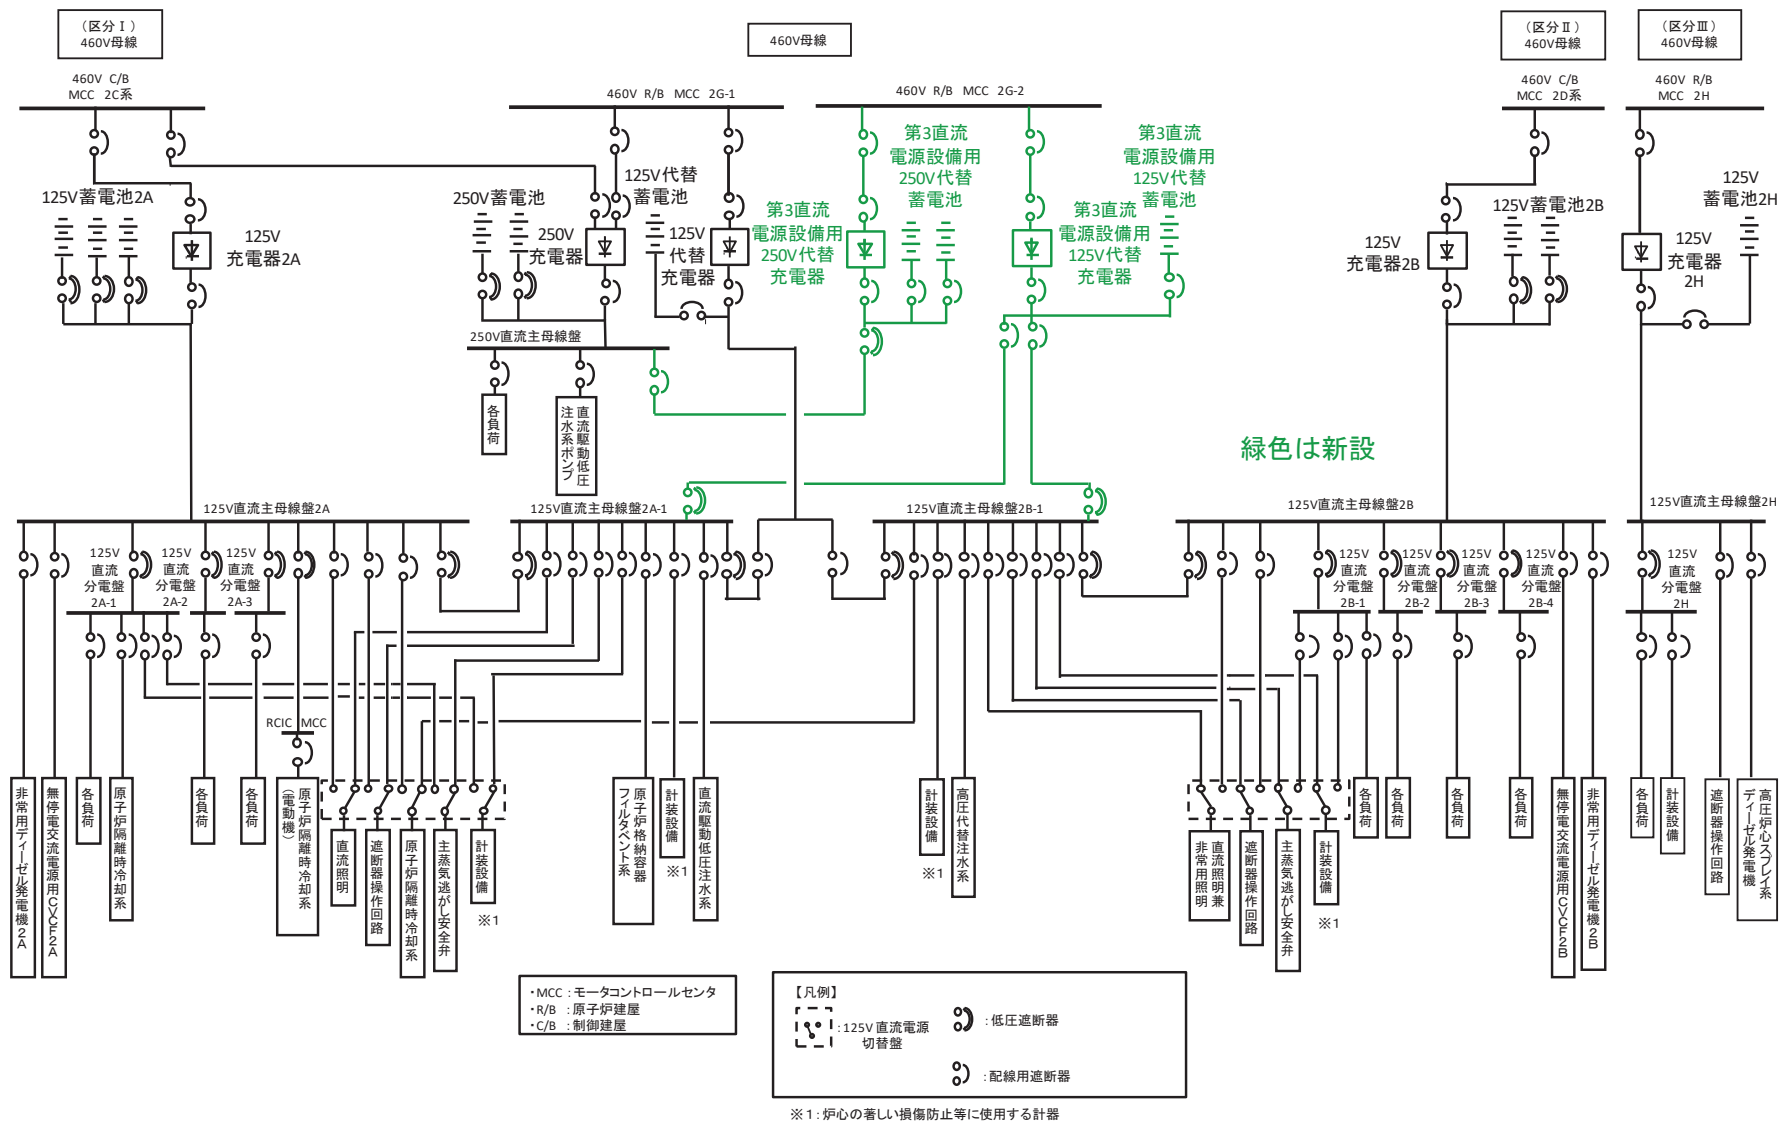 (区分Ⅰ)
460V母線
460V母線
(区分Ⅱ)
460V母線
(区分Ⅲ)
460V母線
460V C/B
MCC 2C系
460V R/B MCC 2G-1
460V R/B MCC 2G-2
460V C/B
MCC 2D系
460V R/B
MCC 2H
125V蓄電池2A
125V
充電器2A
250V蓄電池
250V
充電器
125V代替
蓄電池
125V
代替
充電器
第3直流
電源設備用
250V代替
充電器
第3直流
電源設備用
250V代替
蓄電池
第3直流
電源設備用
125V代替
充電器
第3直流
電源設備用
125V代替
蓄電池
125V
充電器2B
125V蓄電池2B
125V
充電器
2H
125V
蓄電池2H
250V直流主母線盤
各負荷
直流駆動低圧
注水系ポンプ
緑色は新設
125V直流主母線盤2A
125V直流主母線盤2A-1
125V直流主母線盤2B-1
125V直流主母線盤2B
125V直流主母線盤2H
125V
直流
分電盤
2A-1
125V
直流
分電盤
2A-2
125V
直流
分電盤
2A-3
125V
直流
分電盤
2B-1
125V
直流
分電盤
2B-2
125V
直流
分電盤
2B-3
125V
直流
分電盤
2B-4
125V
直流
分電盤
2H
RCIC MCC
非常用ディーゼル発電機2A
無停電交流電源用CVCF2A
各負荷
原子炉隔離時冷却系
各負荷
各負荷
原子炉隔離時冷却系
(電動機)
直流照明
遮断器操作回路
原子炉隔離時冷却系
主蒸気逃がし安全弁
計装設備
※1
原子炉格納容器
フィルタベント系
計装設備
※1
直流駆動低圧注水系
計装設備
※1
高圧代替注水系
直流照明兼
非常用照明
遮断器操作回路
主蒸気逃がし安全弁
計装設備
※1
各負荷
各負荷
各負荷
各負荷
無停電交流電源用CVCF2B
非常用ディーゼル発電機2B
各負荷
計装設備
遮断器操作回路
高圧炉心スプレイ系
ディーゼル発電機
・MCC:モータコントロールセンタ
・R/B :原子炉建屋
・C/B :制御建屋
【凡例】
:125V直流電源
切替盤
:低圧遮断器
:配線用遮断器
※1:炉心の著しい損傷防止等に使用する計器